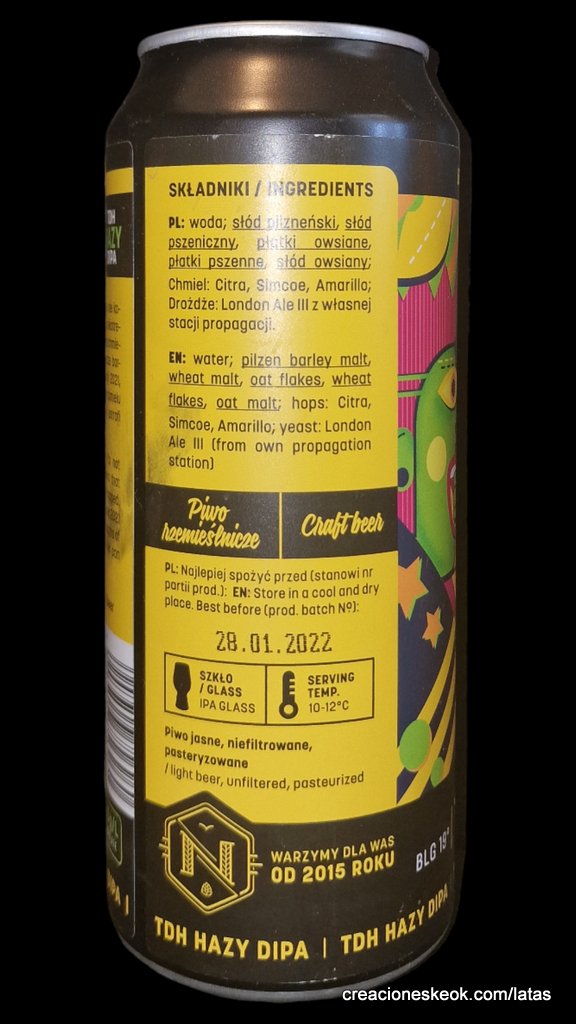 SKŁADNIKI / INGREDIENTS
PL: woda; słód pilzneński, słód
pszeniczny, płatki owsiane,
płatki pszenne, słód owsiany;
Chmiel: Citra, Simcoe, Amarillo;
Drożdże: London Ale III z własnej
stacji propagacji.
EN: water; pilzen barley malt,
wheat malt, oat flakes, wheat
flakes, oat malt; hops: Citra,
Simcoe, Amarillo; yeast: London
Ale III (from own propagation
station)
Piwo
rzemieślnicze
Craft beer
PL: Najlepiej spożyć przed (stanowi nr
partii prod.): EN: Store in a cool and dry
place. Best before (prod. batch Nº):
28.01.2022
SZKŁO
/ GLASS
IPA GLASS
SERVING
TEMP.
10-12°C
Piwo jasne, niefiltrowane,
pasteryzowane
/ light beer, unfiltered, pasteurized
N
WARZYMY DLA WAS
OD 2015 ROKU
BLG 19°
TDH HAZY DIPA | TDH HAZY DIPA
TDH
DIPA
creacioneskeok.com/latas